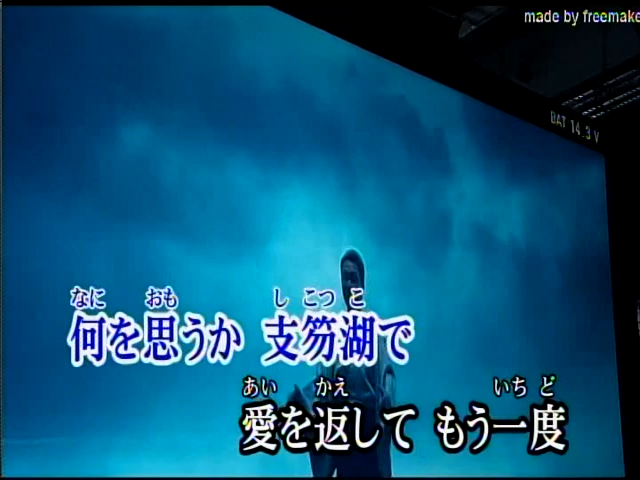 made by freemake
BAT 14.3 V
なに おも し こつ こ
何を思うか 支笏湖で
あい かえ いち ど
愛を返して もう一度